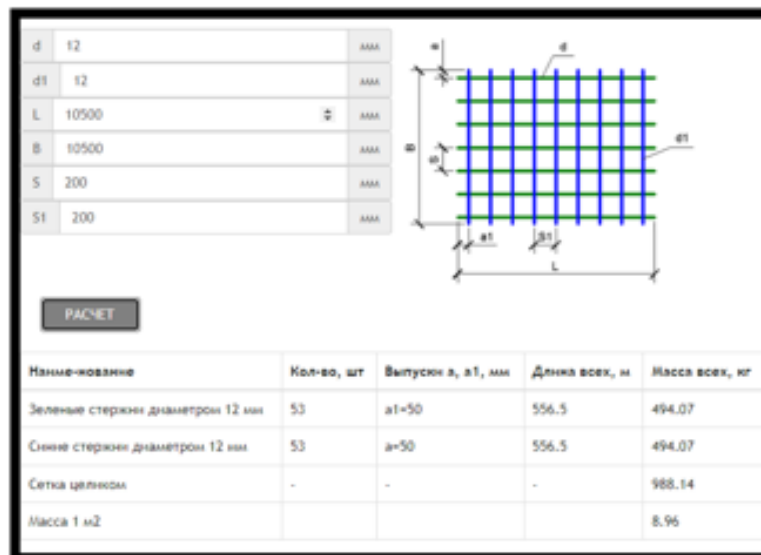 d 12 мм
d1 12 мм
L 10500 мм
B 10500 мм
S 200 мм
S1 200 мм
a d
d1
B S
a1 S1
L
РАСЧЕТ
Наиме-нование Кол-во, шт Выпуски a, a1, мм Длина всех, м Масса всех, кг
Зеленые стержни диаметром 12 мм 53 a1=50 556.5 494.07
Синие стержни диаметром 12 мм 53 a=50 556.5 494.07
Сетка целиком - - - 988.14
Масса 1 м2 8.96